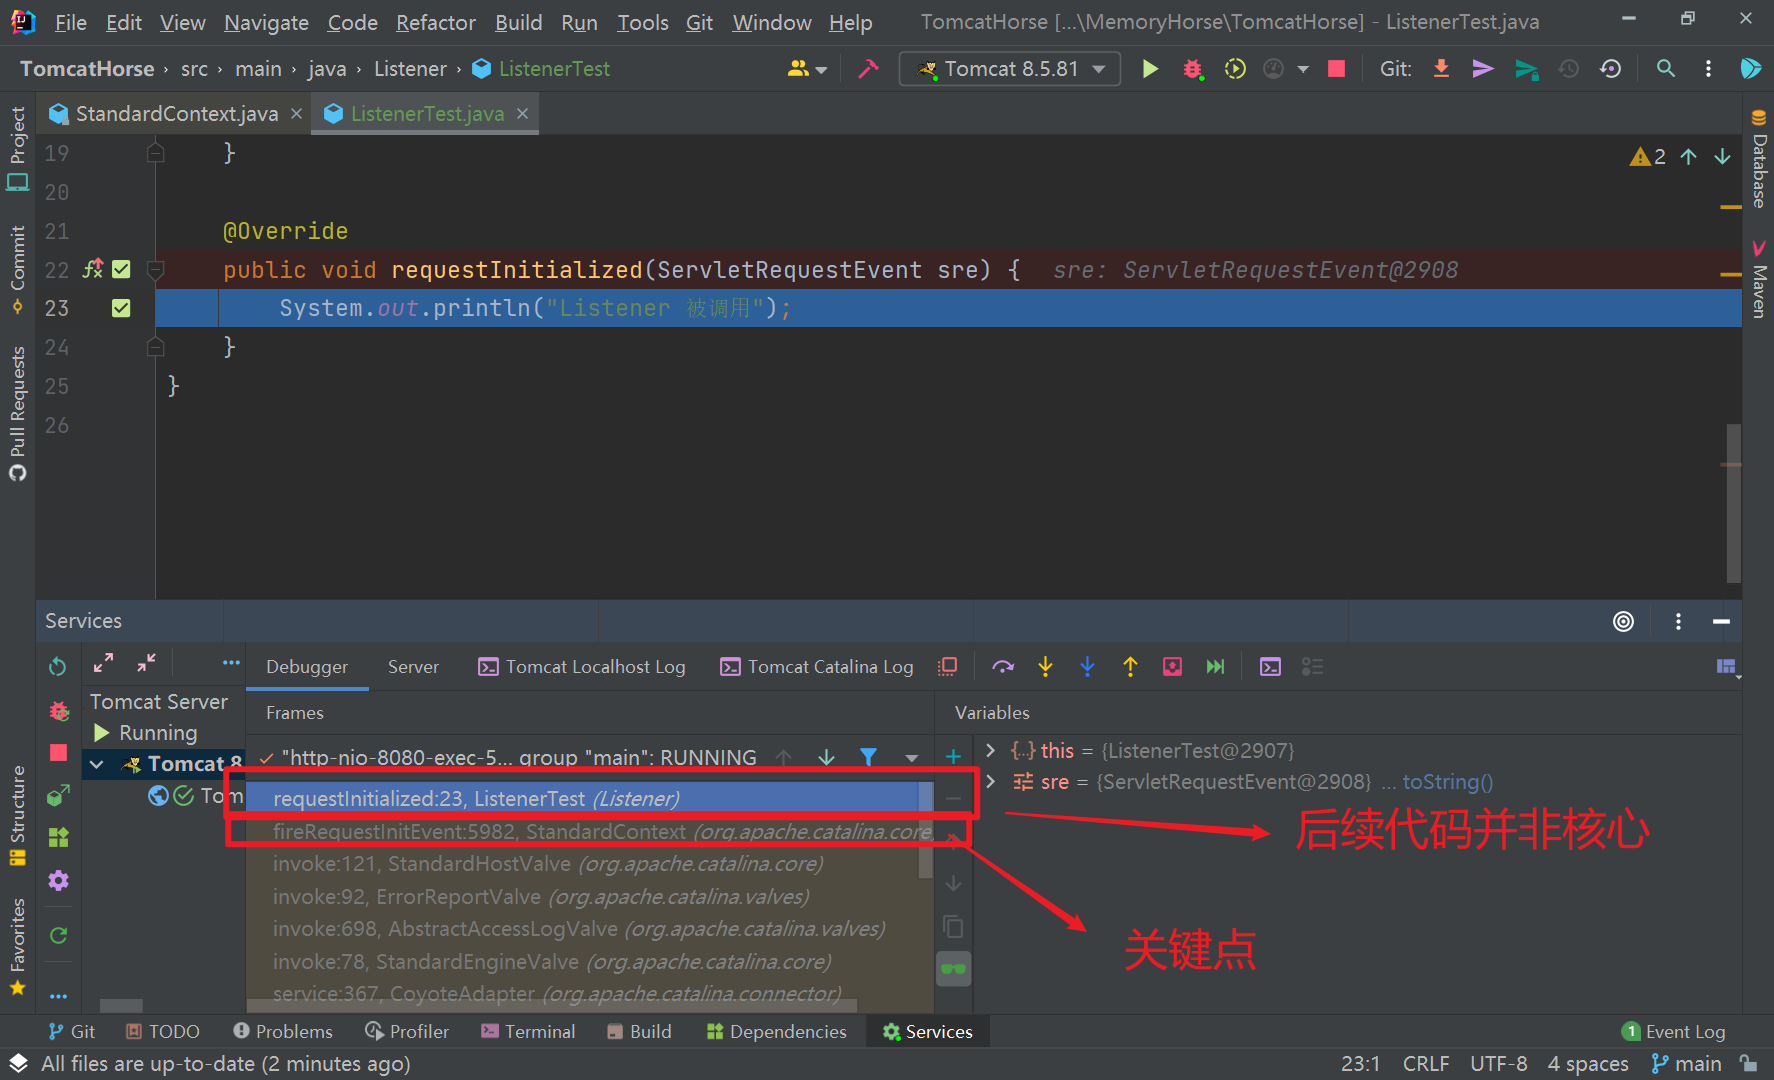 File Edit View Navigate Code Refactor Build Run Tools Git Window Help TomcatHorse [...\MemoryHorse\TomcatHorse] - ListenerTest.java
TomcatHorse › src › main › java › Listener › ListenerTest Tomcat 8.5.81 Git:
StandardContext.java ListenerTest.java
Project
Commit
Pull Requests
Structure
Favorites
Database
Maven
2
19 }
20
21 @Override
22 public void requestInitialized(ServletRequestEvent sre) { sre: ServletRequestEvent@2908
23 System.out.println("Listener 被调用");
24 }
25 }
26
Services
Debugger Server Tomcat Localhost Log Tomcat Catalina Log
Tomcat Server
Running
Tomcat 8
Tom
Frames
"http-nio-8080-exec-5... group "main": RUNNING
requestInitialized:23, ListenerTest (Listener)
fireRequestInitEvent:5982, StandardContext (org.apache.catalina.core
invoke:121, StandardHostValve (org.apache.catalina.core)
invoke:92, ErrorReportValve (org.apache.catalina.valves)
invoke:698, AbstractAccessLogValve (org.apache.catalina.valves)
invoke:78, StandardEngineValve (org.apache.catalina.core)
service:367, CoyoteAdapter (org.apache.catalina.connector)
Variables
this = {ListenerTest@2907}
sre = {ServletRequestEvent@2908} ... toString()
后续代码并非核心
关键点
Git TODO Problems Profiler Terminal Build Dependencies Services 1 Event Log
All files are up-to-date (2 minutes ago) 23:1 CRLF UTF-8 4 spaces main